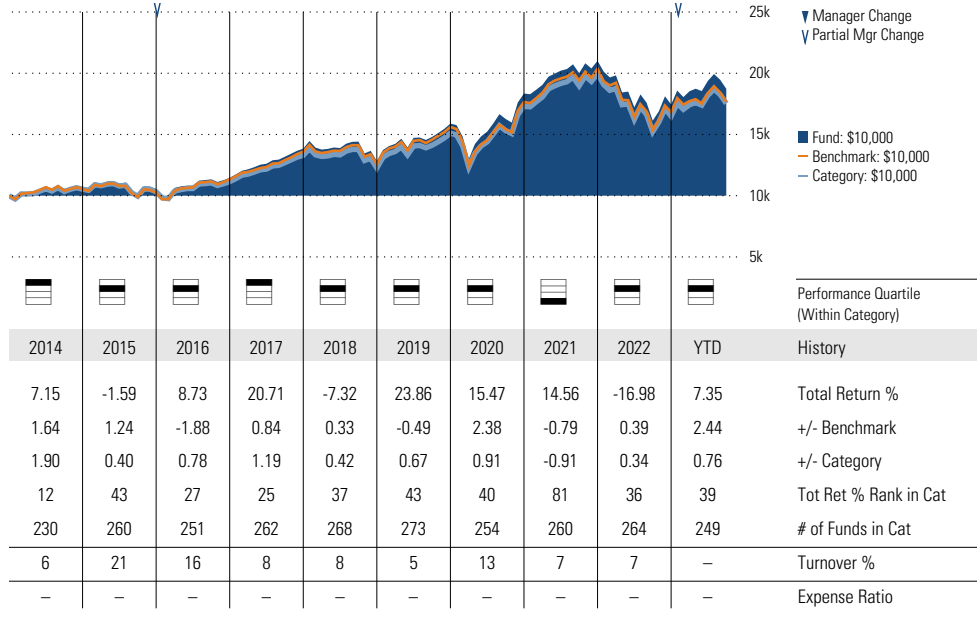 25k
20k
15k
10k
5k
Manager Change
Partial Mgr Change
Fund: $10,000
Benchmark: $10,000
Category: $10,000
Performance Quartile
(Within Category)
2014 2015 2016 2017 2018 2019 2020 2021 2022 YTD History
7.15 -1.59 8.73 20.71 -7.32 23.86 15.47 14.56 -16.98 7.35 Total Return %
1.64 1.24 -1.88 0.84 0.33 -0.49 2.38 -0.79 0.39 2.44 +/- Benchmark
1.90 0.40 0.78 1.19 0.42 0.67 0.91 -0.91 0.34 0.76 +/- Category
12 43 27 25 37 43 40 81 36 39 Tot Ret % Rank in Cat
230 260 251 262 268 273 254 260 264 249 # of Funds in Cat
6 21 16 8 8 5 13 7 7 – Turnover %
– – – – – – – – – – Expense Ratio